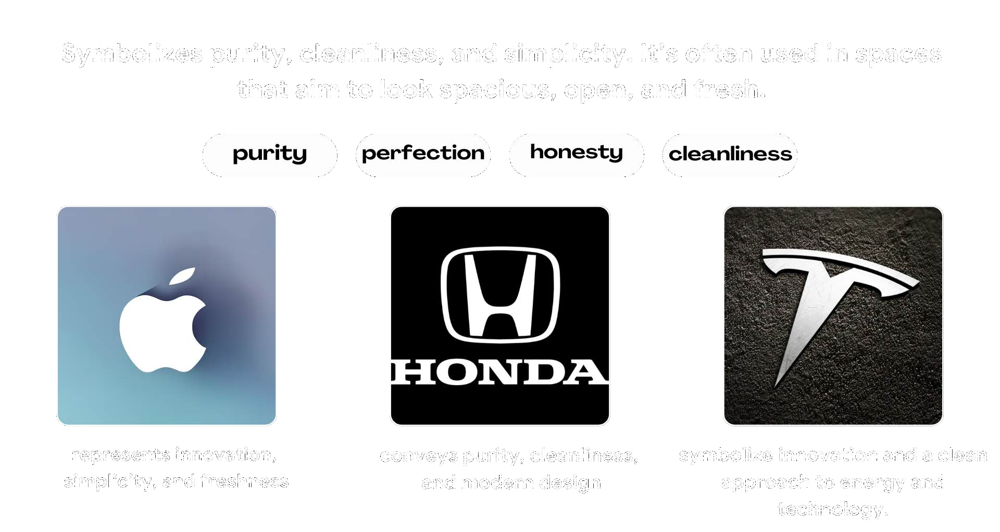 Symbolizes purity, cleanliness, and simplicity. It's often used in spaces
that aim to look spacious, open, and fresh.
purity
perfection
honesty
cleanliness
HONDA
represents innovation,
simplicity, and freshness
conveys purity, cleanliness,
and modern design
symbolize innovation and a clean
approach to energy and
technology.